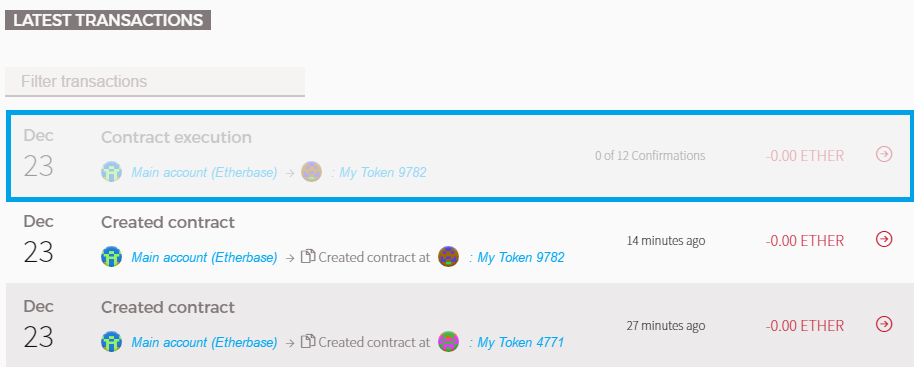 LATEST TRANSACTIONS
Filter transactions
Dec
23
Contract execution
Main account (Etherbase) → : My Token 9782
0 of 12 Confirmations
-0.00 ETHER
Dec
23
Created contract
Main account (Etherbase) → Created contract at : My Token 9782
14 minutes ago
-0.00 ETHER
Dec
23
Created contract
Main account (Etherbase) → Created contract at : My Token 4771
27 minutes ago
-0.00 ETHER